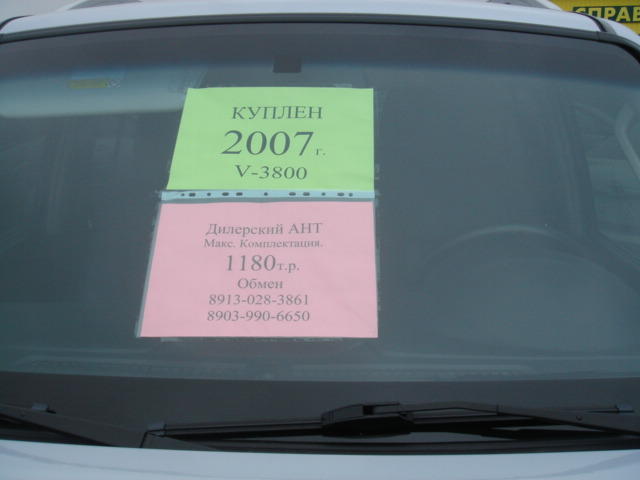 СПРАВ
КУПЛЕН
2007 г.
V-3800
Дилерский АНТ
Макс. Комплектация.
1180т.р.
Обмен
8913-028-3861
8903-990-6650